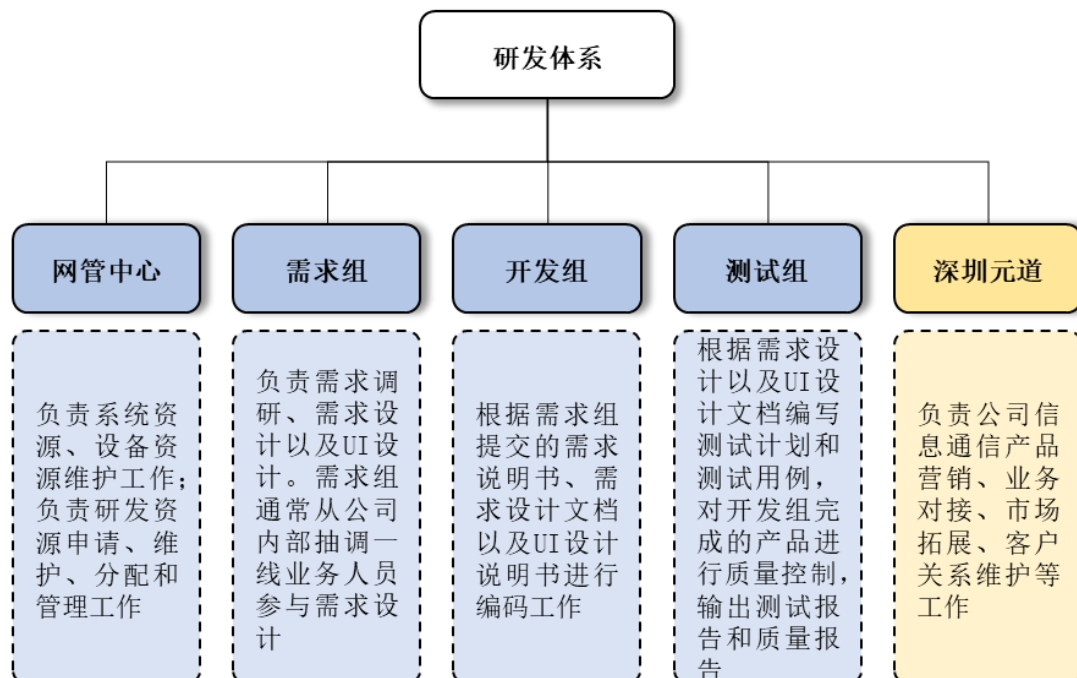 研发体系
网管中心
需求组
开发组
测试组
深圳元道
负责系统资
源、设备资
源维护工作；
负责研发资
源申请、维
护、分配和
管理工作
负责需求调
研、需求设
计以及UI设
计。需求组
通常从公司
内部抽调一
线业务人员
参与需求设
计
根据需求组
提交的需求
说明书、需
求设计文档
以及UI设计
说明书进行
编码工作
根据需求设
计以及UI设
计文档编写
测试计划和
测试用例，
对开发组完
成的产品进
行质量控制，
输出测试报
告和质量报
告
负责公司信
息通信产品
营销、业务
对接、市场
拓展、客户
关系维护等
工作